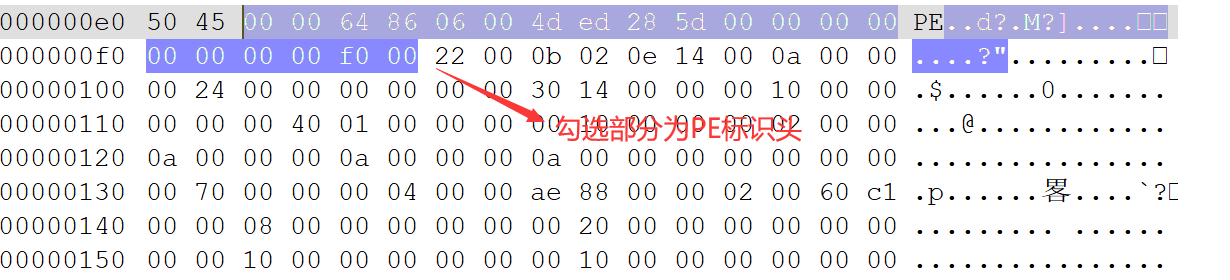 000000e0 50 45 00 00 64 86 06 00 4d ed 28 5d 00 00 00 00 PE..d?.M?]....□□
000000f0 00 00 00 00 f0 00 22 00 0b 02 0e 14 00 0a 00 00 ....?".........□
00000100 00 24 00 00 00 00 00 00 30 14 00 00 00 10 00 00 .$......0.......
00000110 00 00 00 40 01 00 00 00 00 10 00 00 00 02 00 00 ...@............
勾选部分为PE标识头
00000120 0a 00 00 00 0a 00 00 00 0a 00 00 00 00 00 00 00 ................
00000130 00 70 00 00 00 04 00 00 ae 88 00 00 02 00 60 c1 .p......畧....`?□
00000140 00 00 08 00 00 00 00 00 00 20 00 00 00 00 00 00 ......... ......
00000150 00 00 10 00 00 00 00 00 00 10 00 00 00 00 00 00 ................